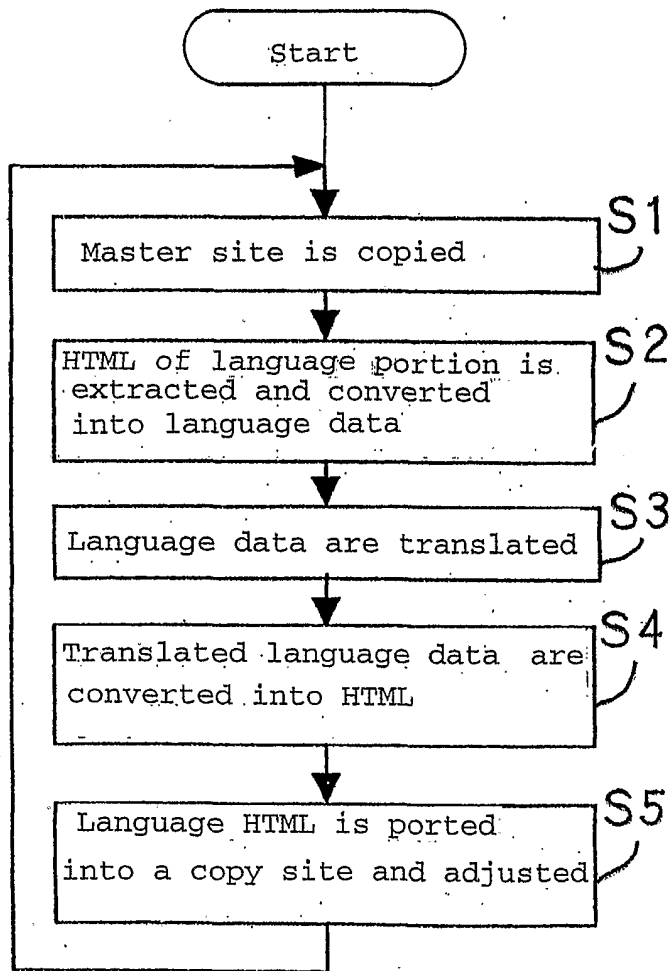 Start
S1
Master site is copied
S2
HTML of language portion is
extracted and converted
into language data
S3
Language data are translated
S4
Translated language data are
converted into HTML
S5
Language HTML is ported
into a copy site and adjusted